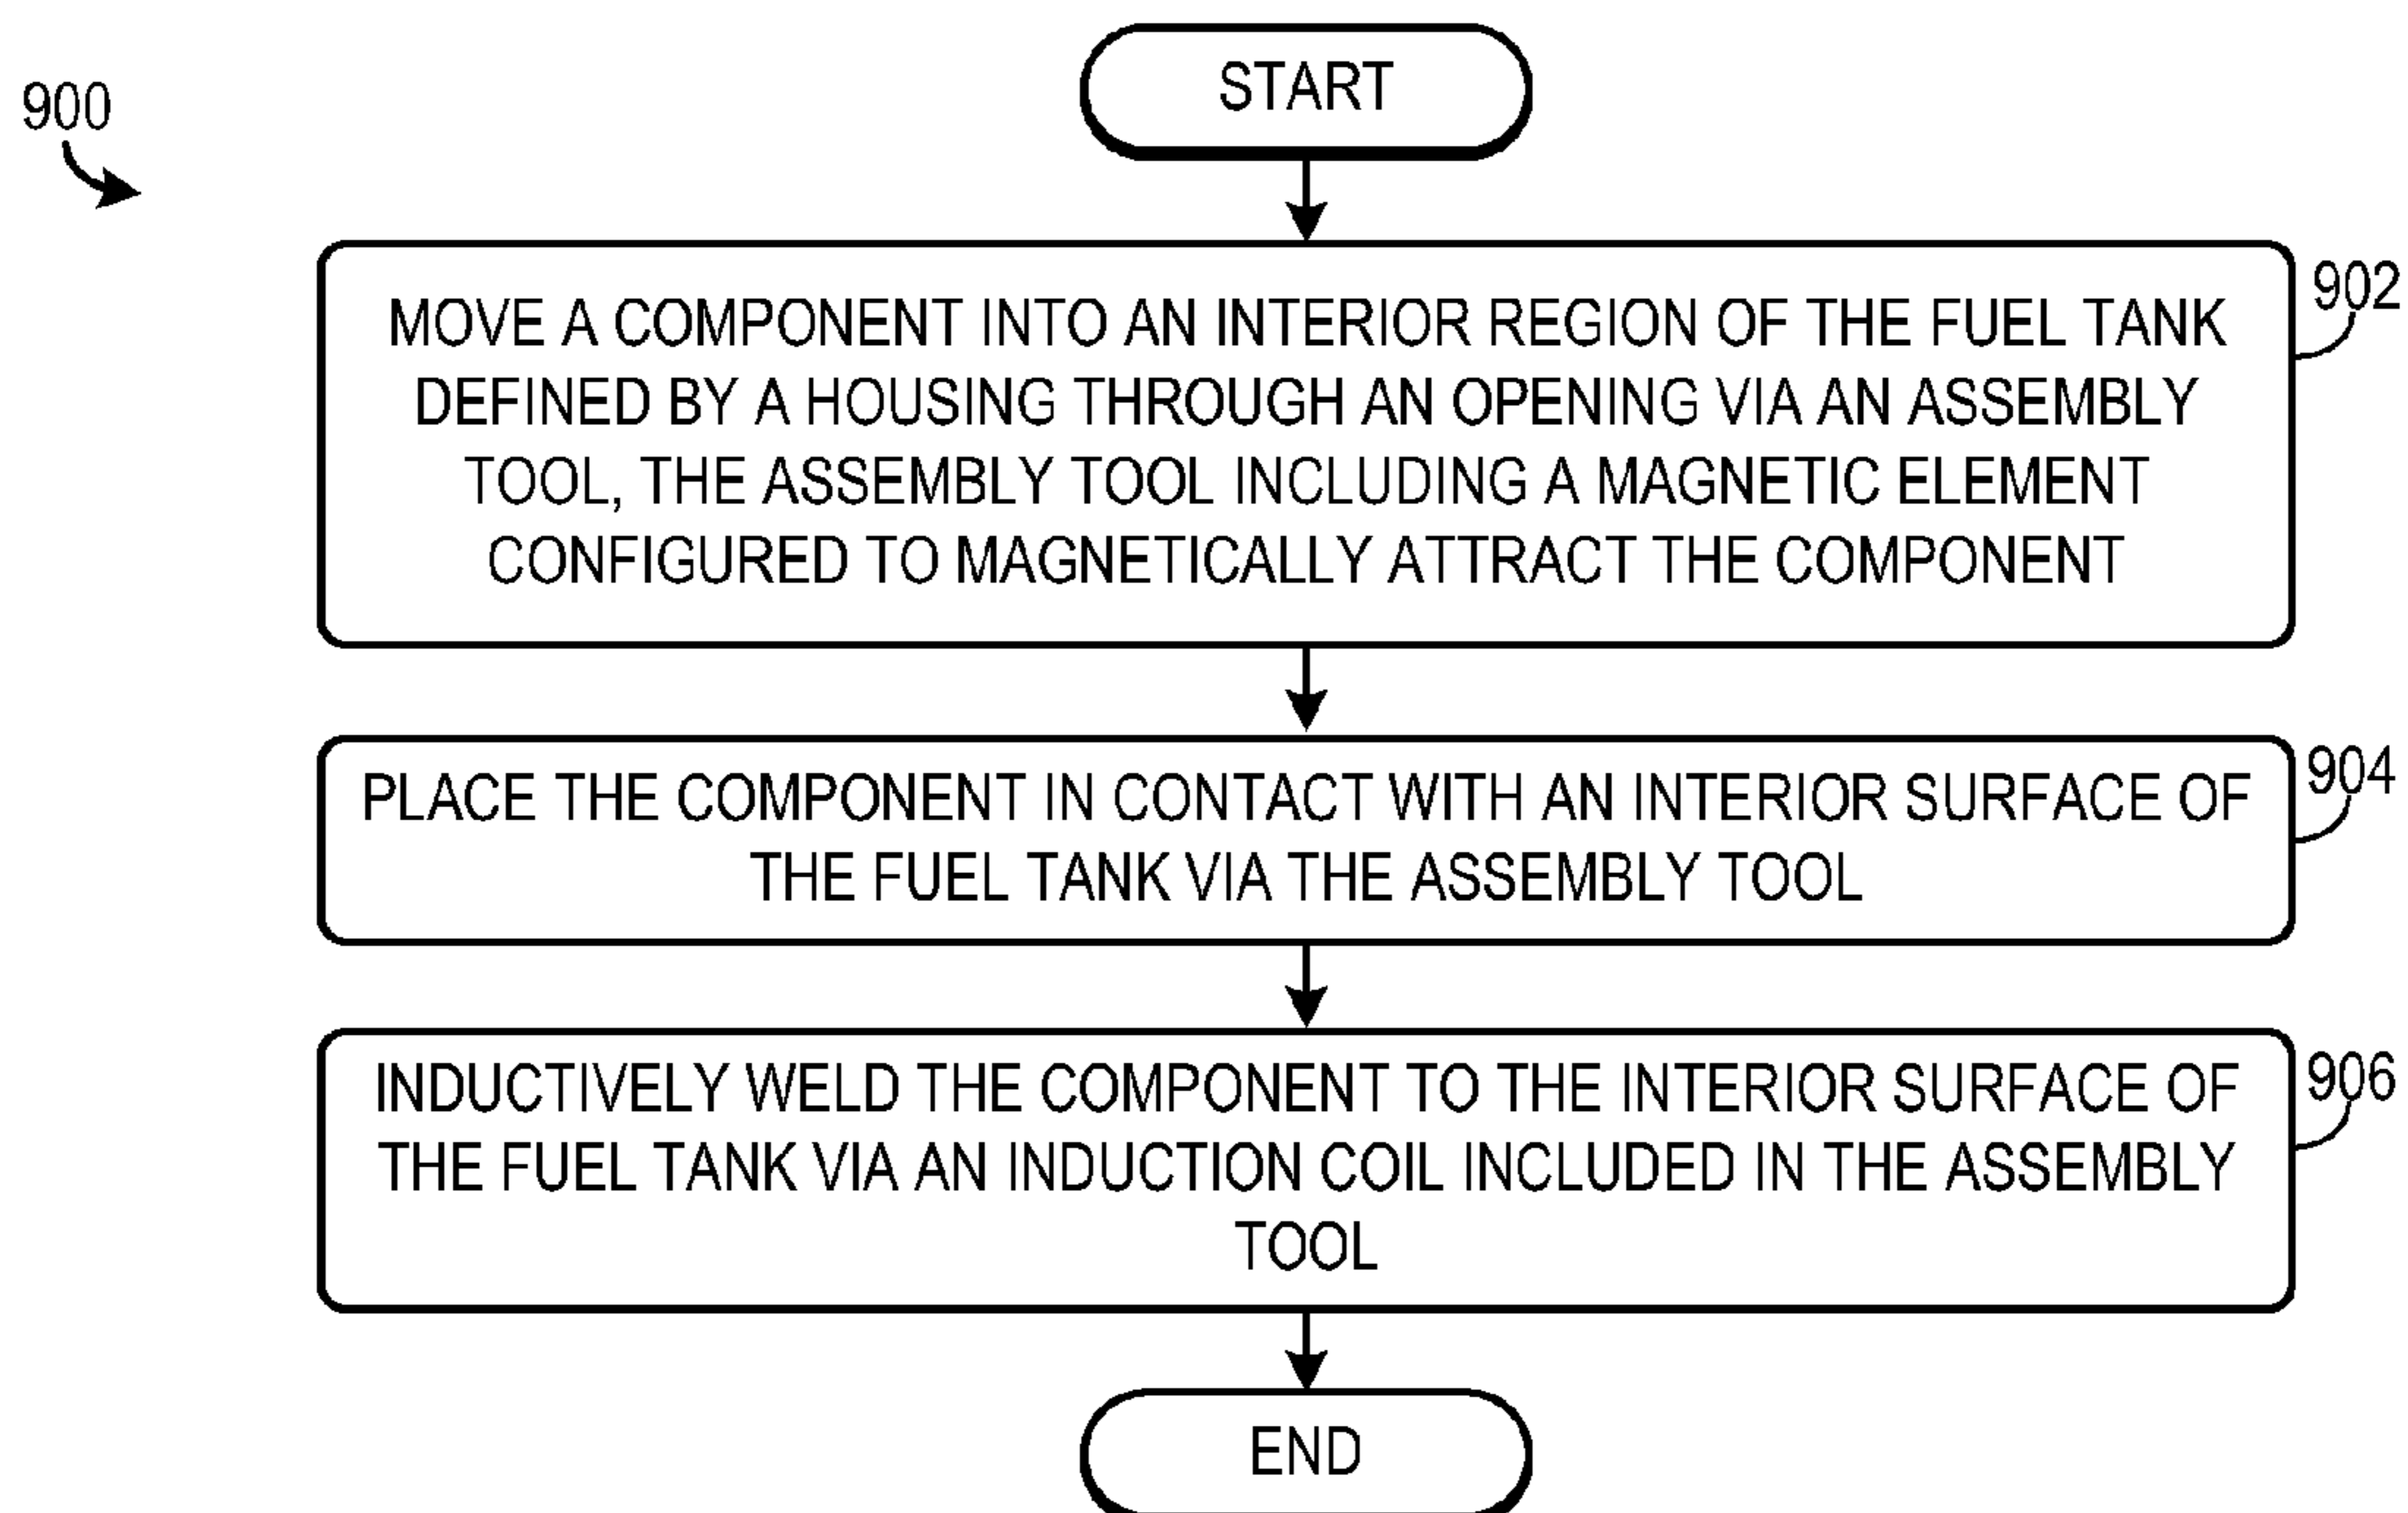 900
START
902
MOVE A COMPONENT INTO AN INTERIOR REGION OF THE FUEL TANK
DEFINED BY A HOUSING THROUGH AN OPENING VIA AN ASSEMBLY
TOOL, THE ASSEMBLY TOOL INCLUDING A MAGNETIC ELEMENT
CONFIGURED TO MAGNETICALLY ATTRACT THE COMPONENT
904
PLACE THE COMPONENT IN CONTACT WITH AN INTERIOR SURFACE OF
THE FUEL TANK VIA THE ASSEMBLY TOOL
906
INDUCTIVELY WELD THE COMPONENT TO THE INTERIOR SURFACE OF
THE FUEL TANK VIA AN INDUCTION COIL INCLUDED IN THE ASSEMBLY
TOOL
END